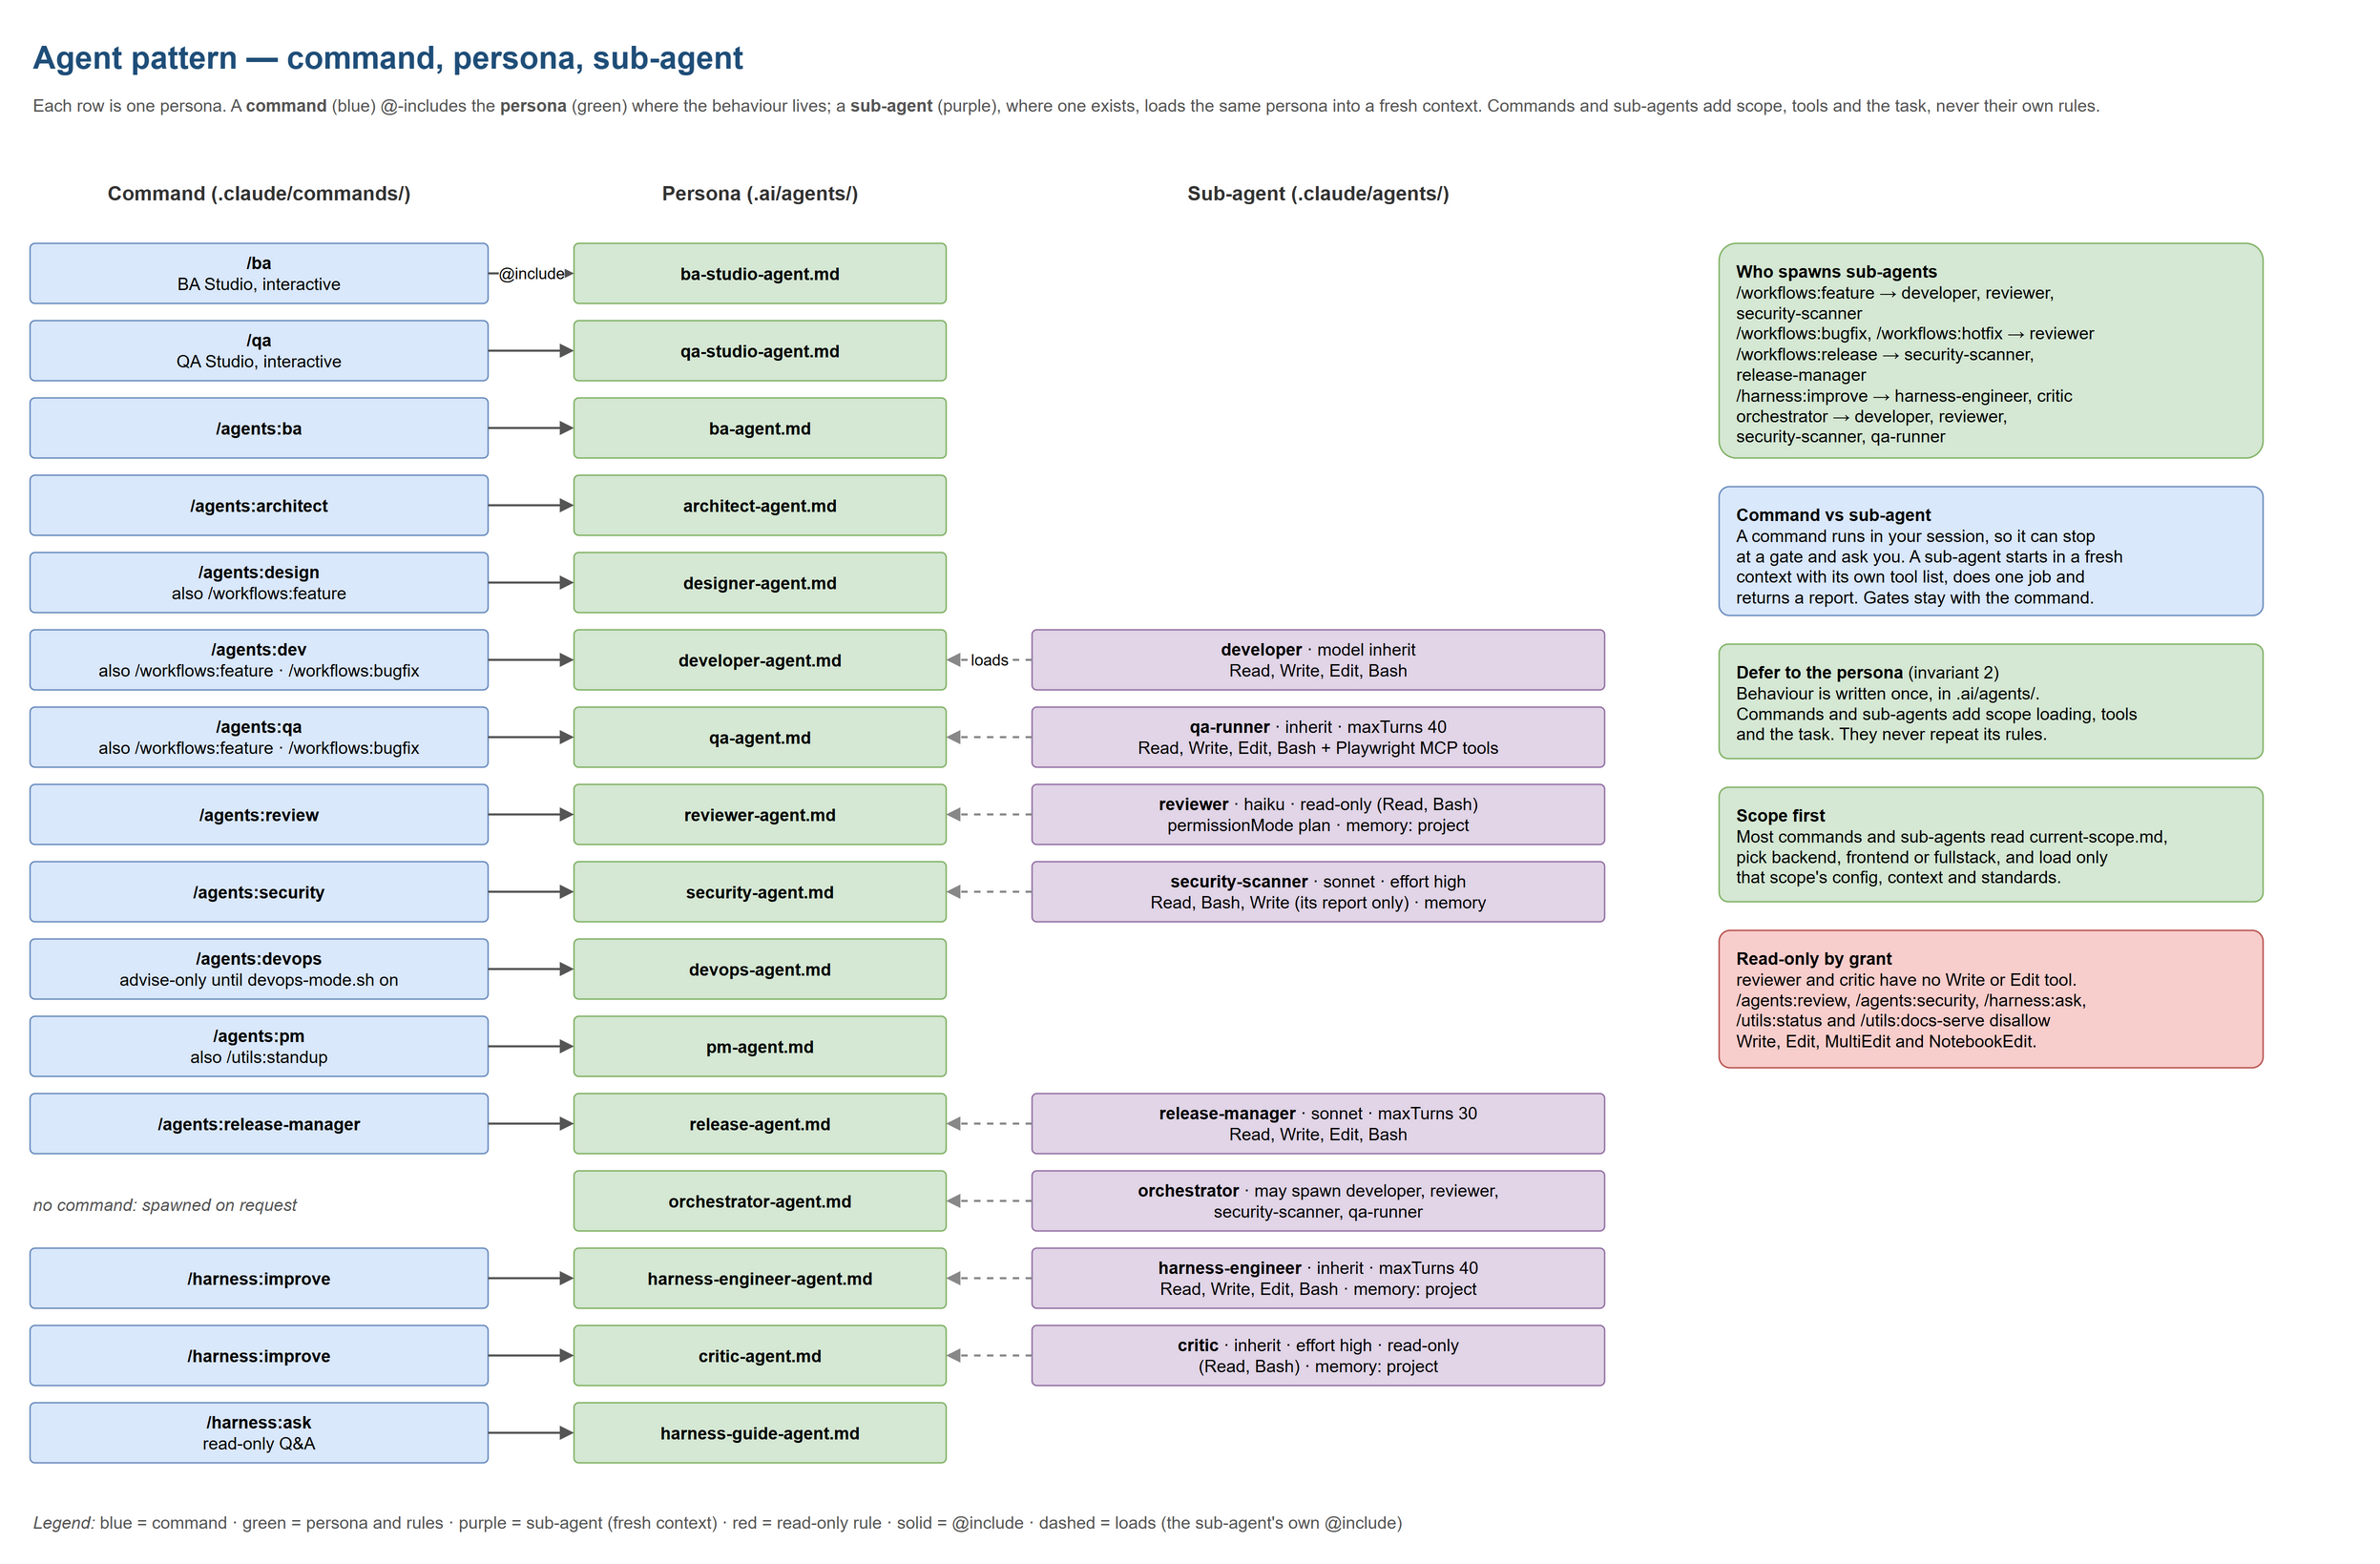 Agent pattern — command, persona, sub-agent
Each row is one persona. A command (blue) @-includes the persona (green) where the behaviour lives; a sub-agent (purple), where one exists, loads the same persona into a fresh context. Commands and sub-agents add scope, tools and the task, never their own rules.
Command (.claude/commands/)
Persona (.ai/agents/)
Sub-agent (.claude/agents/)
/ba
BA Studio, interactive
@include
ba-studio-agent.md
/qa
QA Studio, interactive
qa-studio-agent.md
/agents:ba
ba-agent.md
/agents:architect
architect-agent.md
/agents:design
also /workflows:feature
designer-agent.md
/agents:dev
also /workflows:feature · /workflows:bugfix
developer-agent.md
loads
developer · model inherit
Read, Write, Edit, Bash
/agents:qa
also /workflows:feature · /workflows:bugfix
qa-agent.md
qa-runner · inherit · maxTurns 40
Read, Write, Edit, Bash + Playwright MCP tools
/agents:review
reviewer-agent.md
reviewer · haiku · read-only (Read, Bash)
permissionMode plan · memory: project
/agents:security
security-agent.md
security-scanner · sonnet · effort high
Read, Bash, Write (its report only) · memory
/agents:devops
advise-only until devops-mode.sh on
devops-agent.md
/agents:pm
also /utils:standup
pm-agent.md
/agents:release-manager
release-agent.md
release-manager · sonnet · maxTurns 30
Read, Write, Edit, Bash
no command: spawned on request
orchestrator-agent.md
orchestrator · may spawn developer, reviewer,
security-scanner, qa-runner
/harness:improve
harness-engineer-agent.md
harness-engineer · inherit · maxTurns 40
Read, Write, Edit, Bash · memory: project
/harness:improve
critic-agent.md
critic · inherit · effort high · read-only
(Read, Bash) · memory: project
/harness:ask
read-only Q&A
harness-guide-agent.md
Who spawns sub-agents
/workflows:feature → developer, reviewer,
security-scanner
/workflows:bugfix, /workflows:hotfix → reviewer
/workflows:release → security-scanner,
release-manager
/harness:improve → harness-engineer, critic
orchestrator → developer, reviewer,
security-scanner, qa-runner
Command vs sub-agent
A command runs in your session, so it can stop
at a gate and ask you. A sub-agent starts in a fresh
context with its own tool list, does one job and
returns a report. Gates stay with the command.
Defer to the persona (invariant 2)
Behaviour is written once, in .ai/agents/.
Commands and sub-agents add scope loading, tools
and the task. They never repeat its rules.
Scope first
Most commands and sub-agents read current-scope.md,
pick backend, frontend or fullstack, and load only
that scope's config, context and standards.
Read-only by grant
reviewer and critic have no Write or Edit tool.
/agents:review, /agents:security, /harness:ask,
/utils:status and /utils:docs-serve disallow
Write, Edit, MultiEdit and NotebookEdit.
Legend: blue = command · green = persona and rules · purple = sub-agent (fresh context) · red = read-only rule · solid = @include · dashed = loads (the sub-agent's own @include)